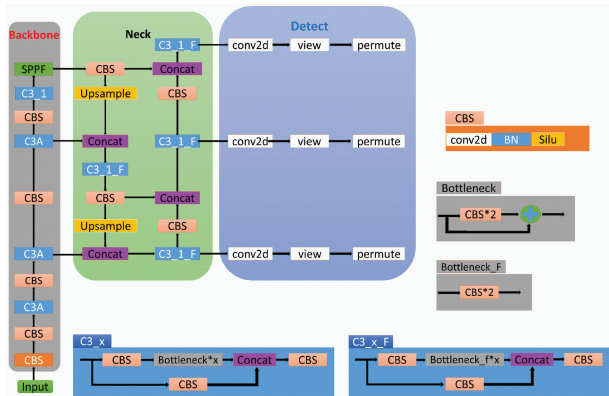 Backbone
Neck
Detect
C3_1_F
conv2d
view
permute
SPPF
CBS
Concat
C3_1
Upsample
CBS
CBS
CBS
C3A
Concat
C3_1_F
conv2d
view
permute
conv2d
BN
Silu
C3_1_F
CBS
CBS
Concat
Bottleneck
CBS*2
Upsample
CBS
C3A
Concat
C3_1_F
conv2d
view
permute
Bottleneck_F
CBS
CBS*2
C3A
CBS
C3_x
C3_x_F
CBS
CBS
Bottleneck*x
Concat
CBS
CBS
Bottleneck_f*x
Concat
CBS
CBS
CBS
Input